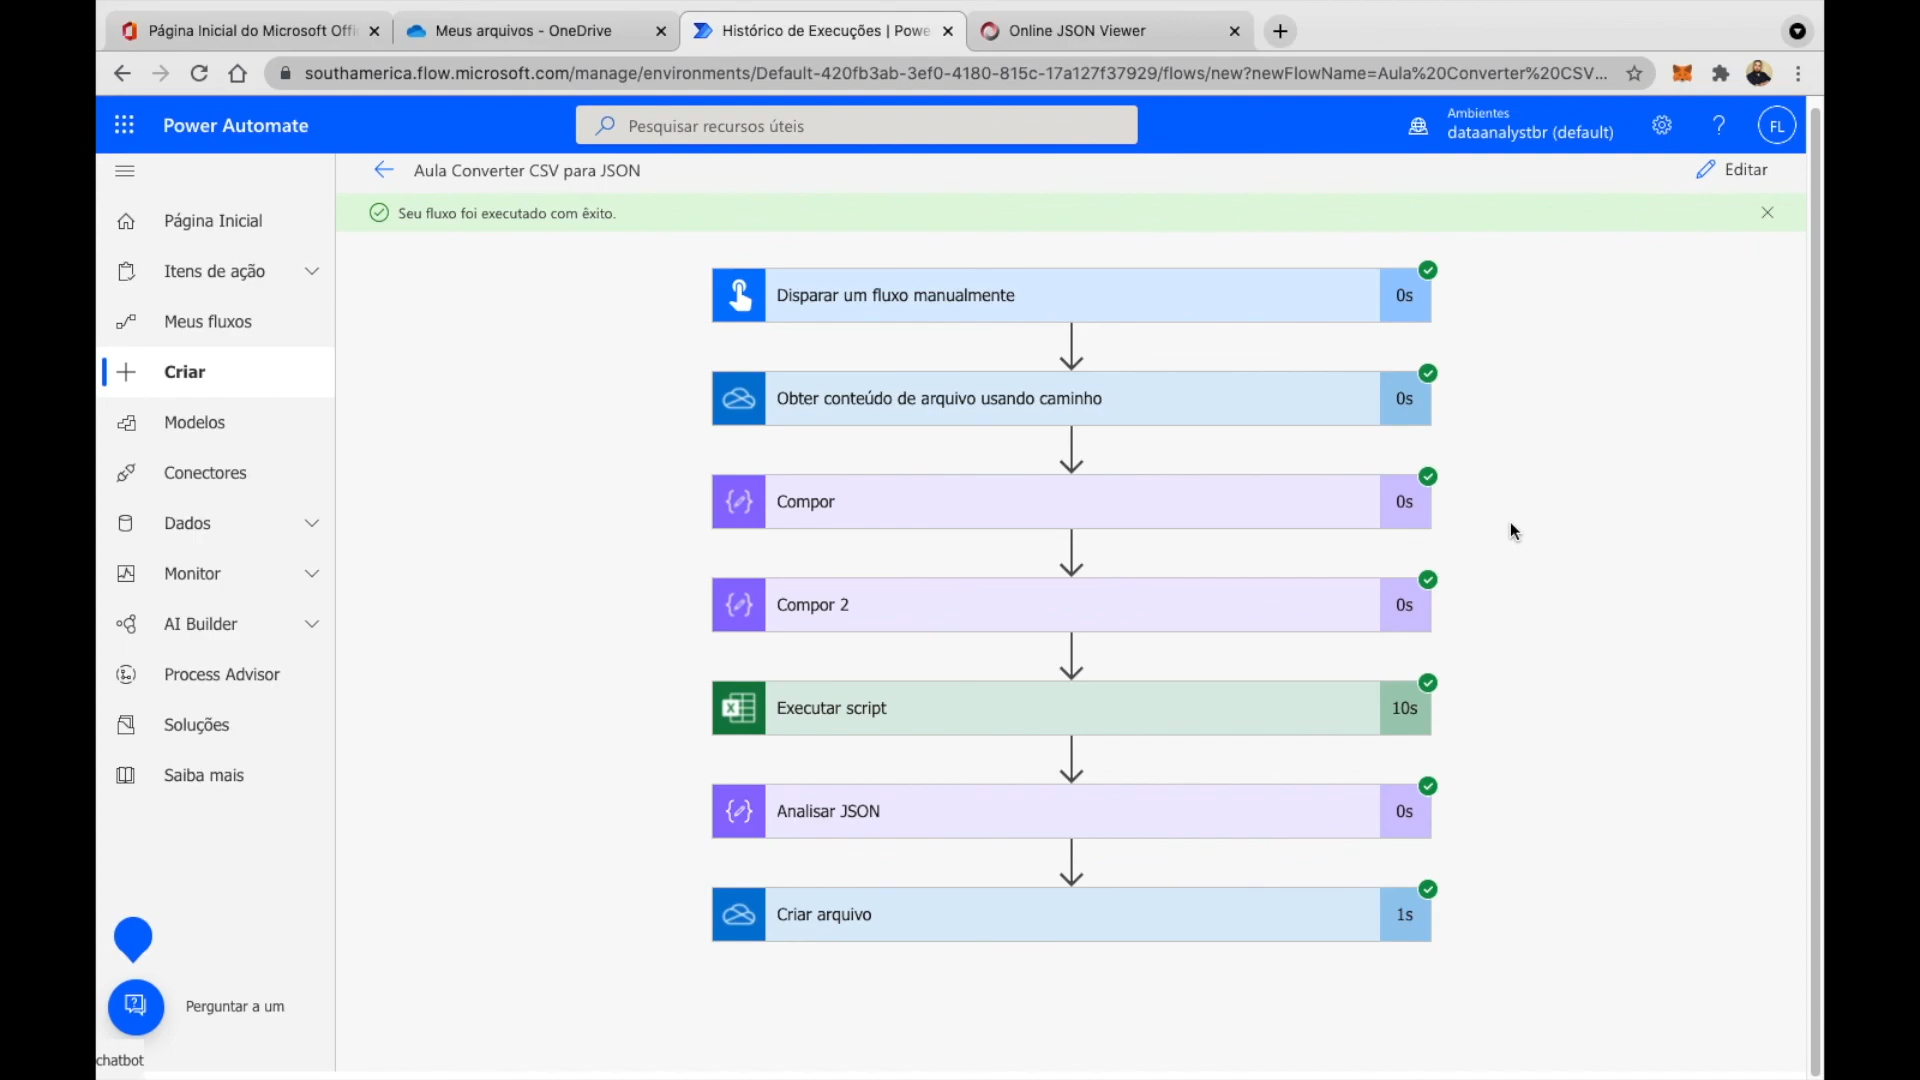 Página Inicial do Microsoft Offi
Meus arquivos - OneDrive
Histórico de Execuções | Powe
Online JSON Viewer
southamerica.flow.microsoft.com/manage/environments/Default-420fb3ab-3ef0-4180-815c-17a127f37929/flows/new?newFlowName=Aula%20Converter%20CSV...
Power Automate
Pesquisar recursos úteis
Ambientes
dataanalystbr (default)
FL
Aula Converter CSV para JSON
Editar
Seu fluxo foi executado com êxito.
Página Inicial
Itens de ação
Meus fluxos
Criar
Modelos
Conectores
Dados
Monitor
AI Builder
Process Advisor
Soluções
Saiba mais
Perguntar a um
chatbot
Disparar um fluxo manualmente 0s
Obter conteúdo de arquivo usando caminho 0s
Compor 0s
Compor 2 0s
Executar script 10s
Analisar JSON 0s
Criar arquivo 1s